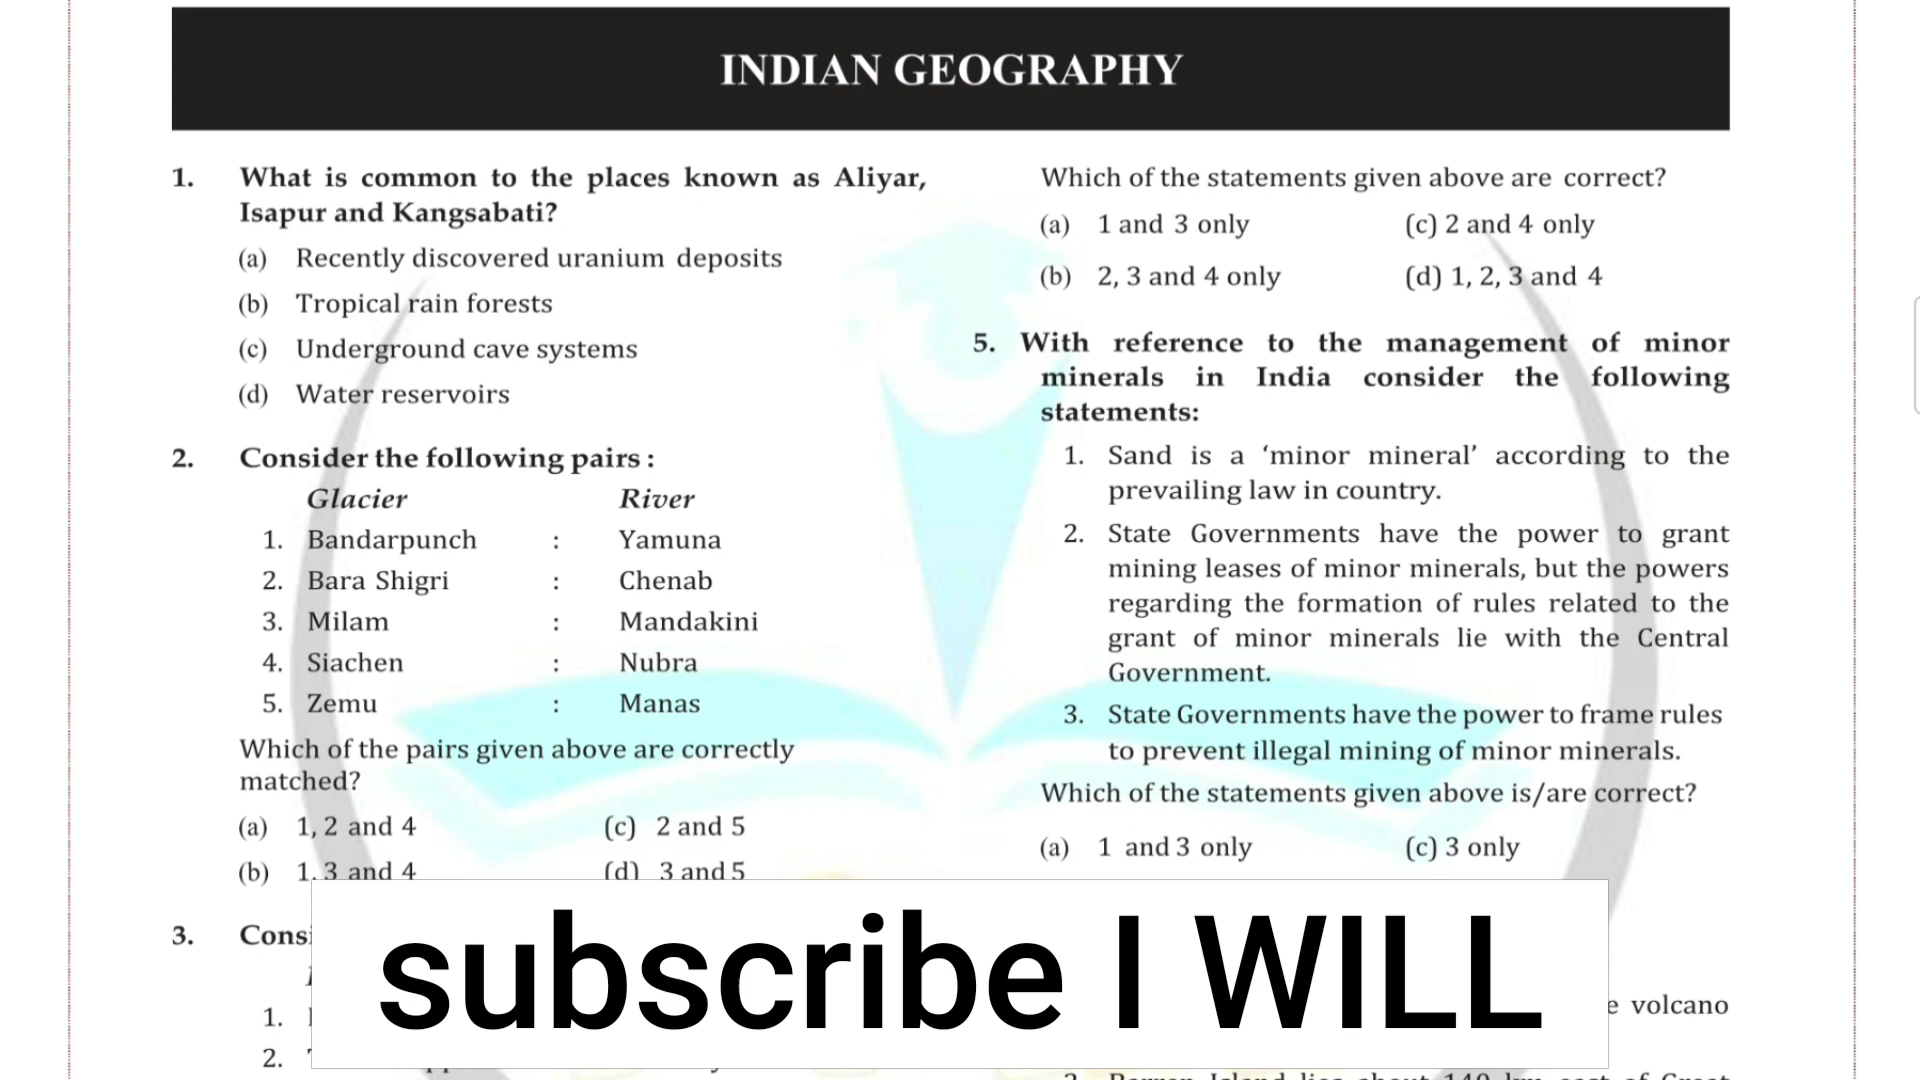 INDIAN GEOGRAPHY
1. What is common to the places known as Aliyar,
Isapur and Kangsabati?
(a) Recently discovered uranium deposits
(b) Tropical rain forests
(c) Underground cave systems
(d) Water reservoirs
2. Consider the following pairs :
Glacier River
1. Bandarpunch : Yamuna
2. Bara Shigri : Chenab
3. Milam : Mandakini
4. Siachen : Nubra
5. Zemu : Manas
Which of the pairs given above are correctly
matched?
(a) 1, 2 and 4 (c) 2 and 5
(b) 1, 3 and 4 (d) 3 and 5
3.
1.
2.
Which of the statements given above are correct?
(a) 1 and 3 only (c) 2 and 4 only
(b) 2, 3 and 4 only (d) 1, 2, 3 and 4
5. With reference to the management of minor
minerals in India consider the following
statements:
1. Sand is a ‘minor mineral’ according to the
prevailing law in country.
2. State Governments have the power to grant
mining leases of minor minerals, but the powers
regarding the formation of rules related to the
grant of minor minerals lie with the Central
Government.
3. State Governments have the power to frame rules
to prevent illegal mining of minor minerals.
Which of the statements given above is/are correct?
(a) 1 and 3 only (c) 3 only
volcano
subscribe I WILL